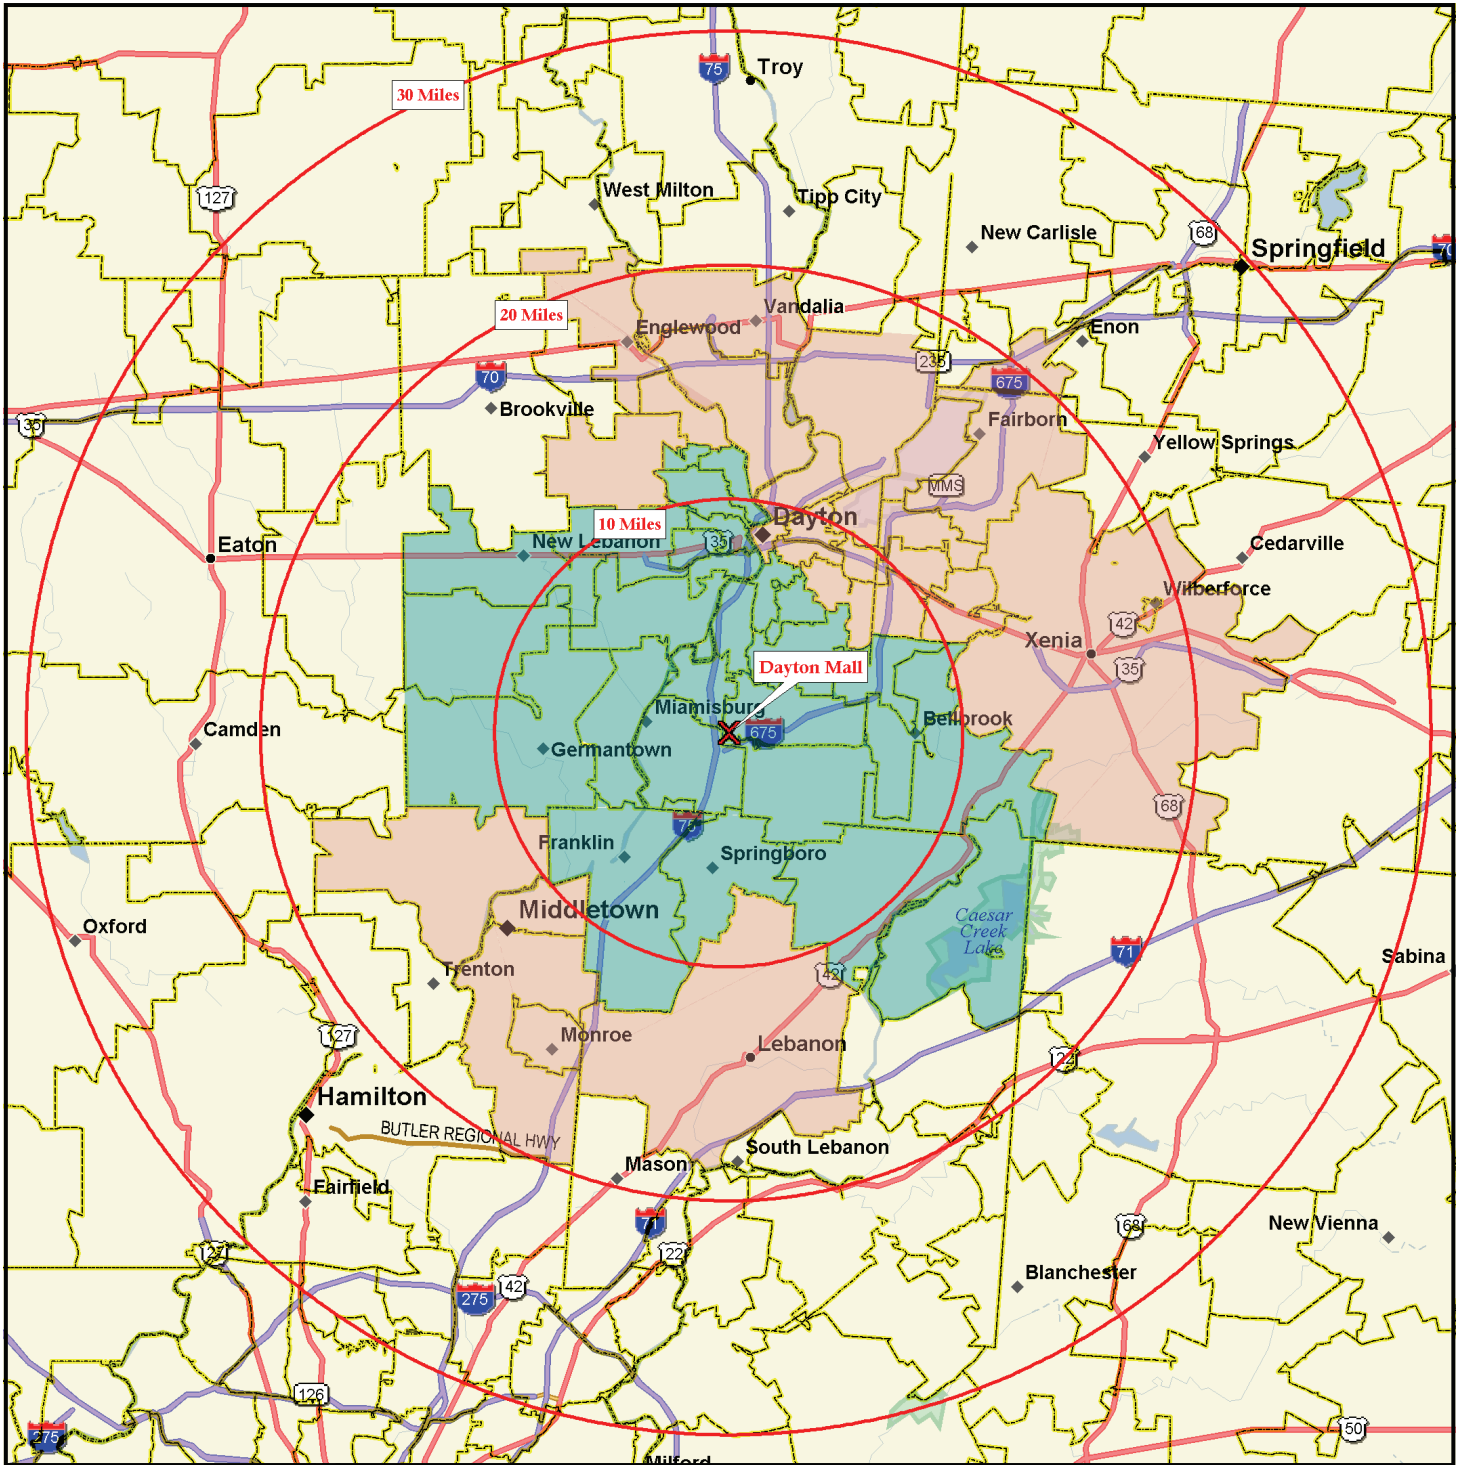 75
Troy
30 Miles
127
West Milton
Tipp City
68
New Carlisle
Springfield
70
20 Miles
Vandalia
Englewood
Enon
235
70
675
Brookville
35
Fairborn
Yellow Springs
MMS
10 Miles
Dayton
Eaton
New Lebanon
35
Cedarville
Wilberforce
42
Xenia
35
Dayton Mall
Miamisburg
Bellbrook
Camden
675
Germantown
68
75
Franklin
Springboro
Middletown
Caesar
Creek
Lake
Oxford
71
Sabina
Trenton
42
127
Monroe
Lebanon
22
Hamilton
BUTLER REGIONAL HWY
South Lebanon
Mason
Fairfield
71
68
New Vienna
127
22
Blanchester
42
275
126
275
50
Milford